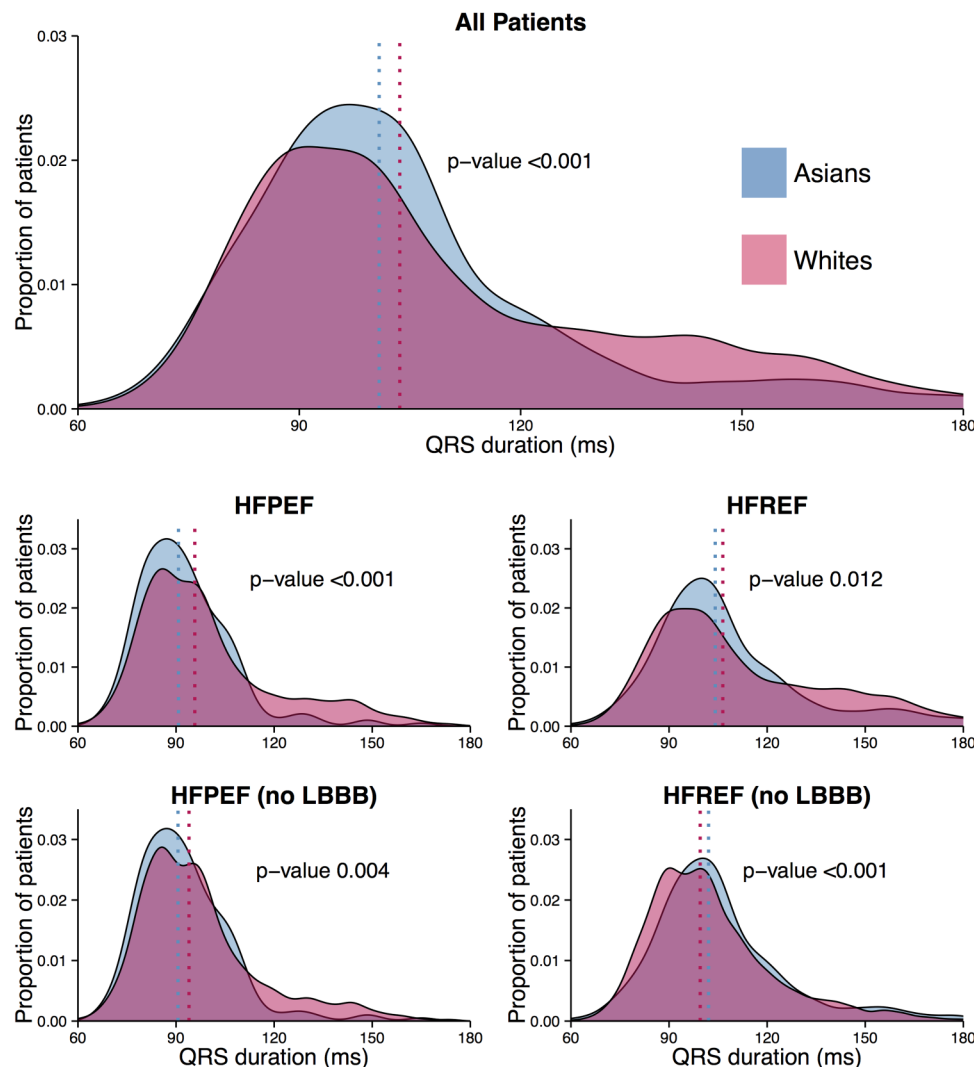 All Patients
0.03
0.02
0.01
0.00
Proportion of patients
p-value <0.001
Asians
Whites
60
90
120
150
180
QRS duration (ms)
HFPEF
0.03
0.02
0.01
0.00
Proportion of patients
p-value <0.001
60
90
120
150
180
HFREF
0.03
0.02
0.01
0.00
Proportion of patients
p-value 0.012
60
90
120
150
180
HFPEF (no LBBB)
0.03
0.02
0.01
0.00
Proportion of patients
p-value 0.004
60
90
120
150
180
QRS duration (ms)
HFREF (no LBBB)
0.03
0.02
0.01
0.00
Proportion of patients
p-value <0.001
60
90
120
150
180
QRS duration (ms)